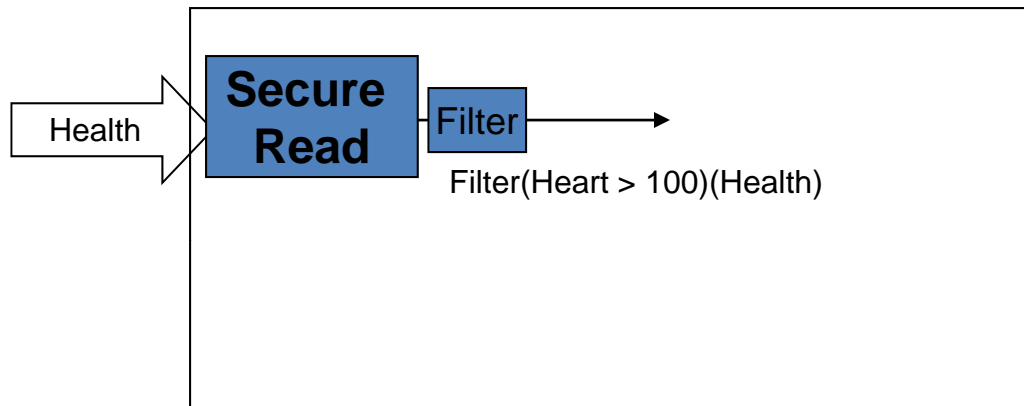 Health
Secure
Read
Filter
Filter(Heart > 100)(Health)